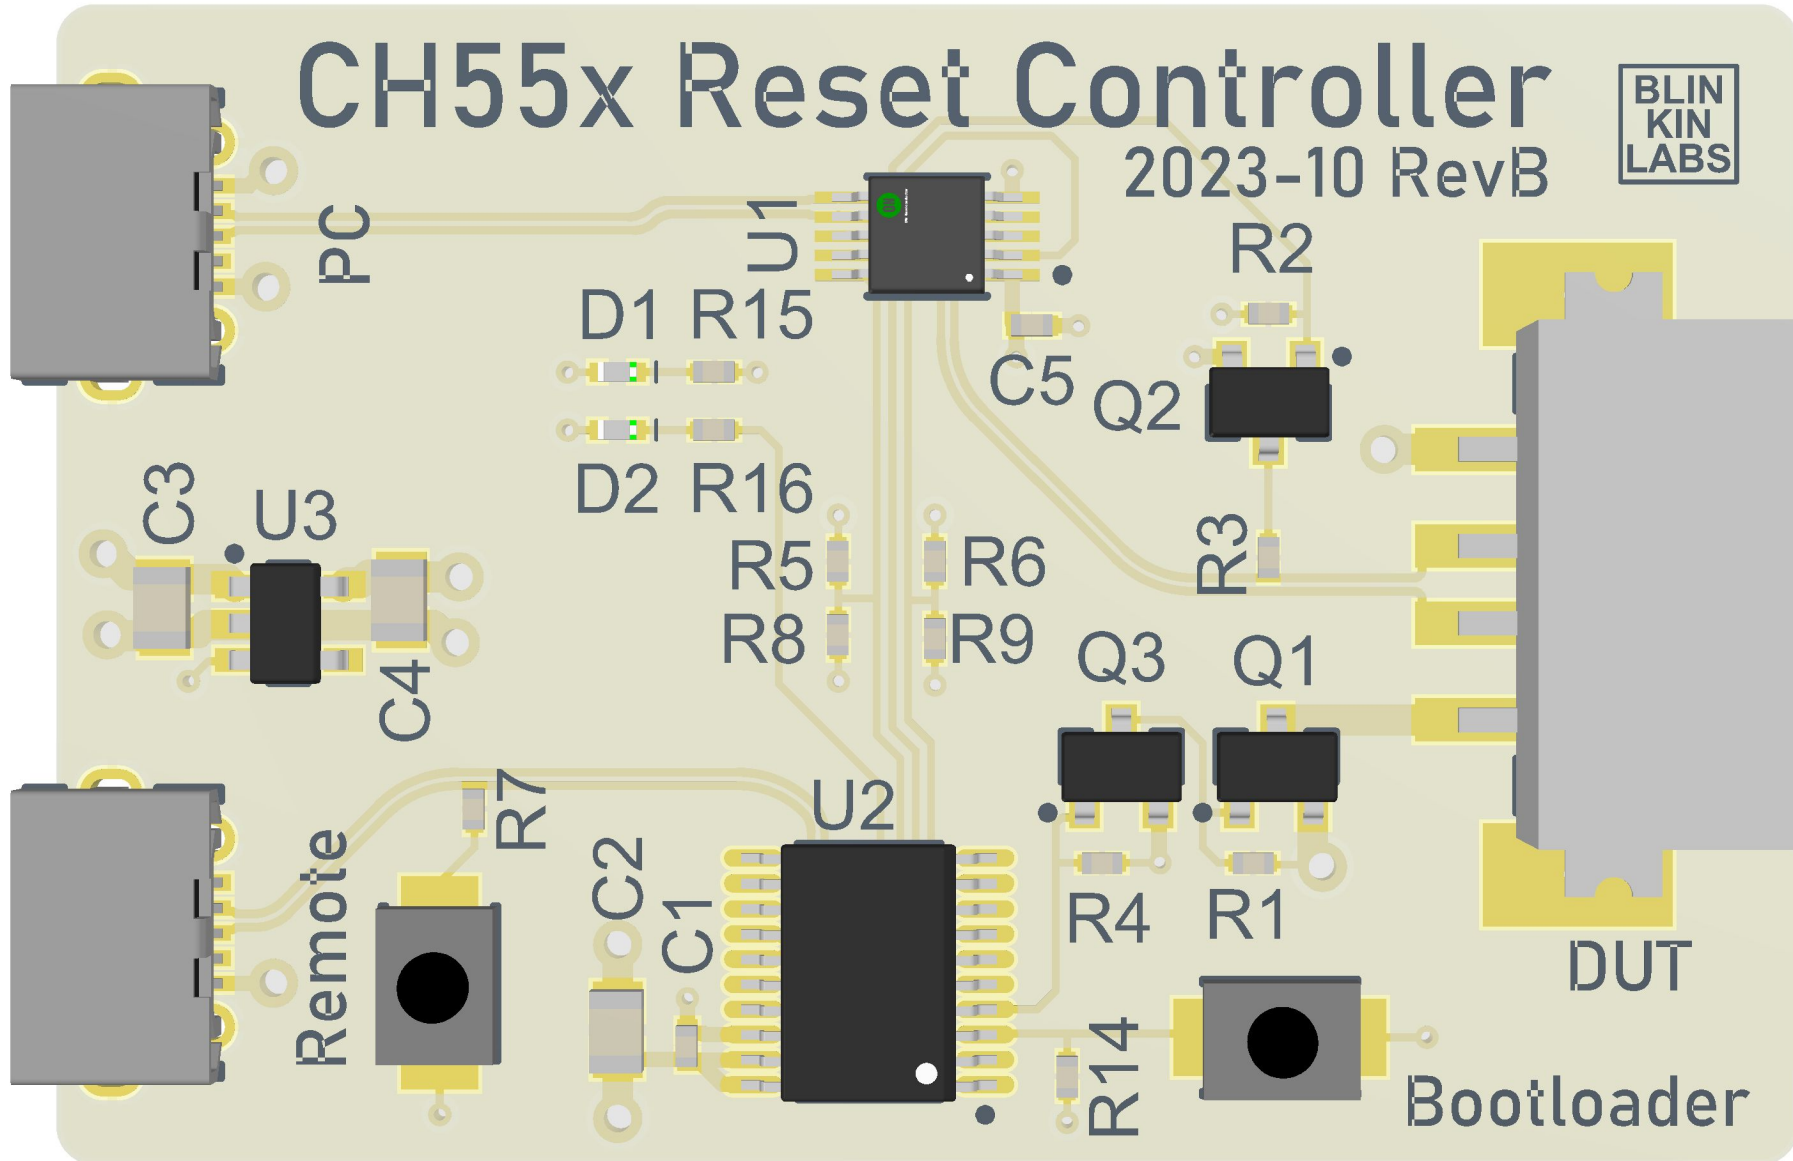 CH55x Reset Controller
2023-10 RevB
BLIN
KIN
LABS
PC
U1
R2
D1 R15
C5
Q2
D2 R16
C3
U3
R5
R6
R3
R8
R9
C4
Q3
Q1
R7
U2
Remote
C2
C1
R4
R1
DUT
R14
Bootloader